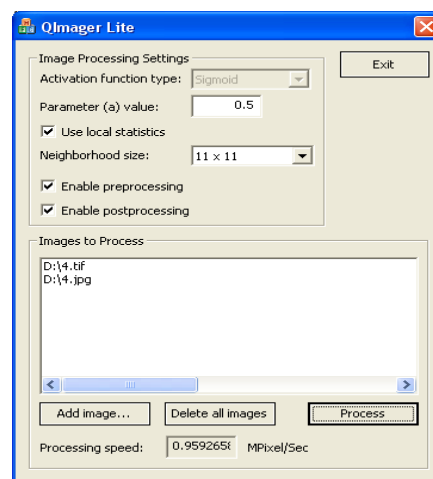 QImager Lite
Image Processing Settings
Exit
Activation function type: Sigmoid
Parameter (a) value: 0.5
Use local statistics
Neighborhood size: 11 x 11
Enable preprocessing
Enable postprocessing
Images to Process
D:\4.tif
D:\4.jpg
Add image... Delete all images Process
Processing speed: MPixel/Sec